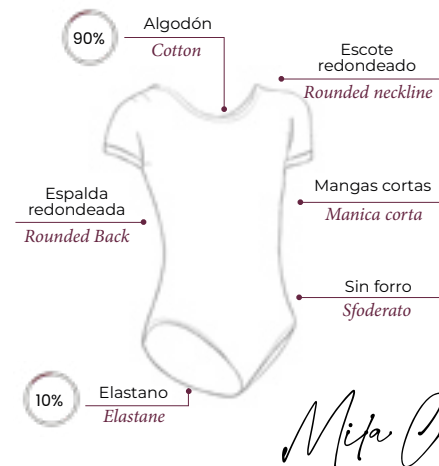 90%
Algodón
Cotton
Escote
redondeado
Rounded neckline
Espalda
redondeada
Rounded Back
Mangas cortas
Manica corta
Sin forro
Sfoderato
10%
Elastano
Elastane